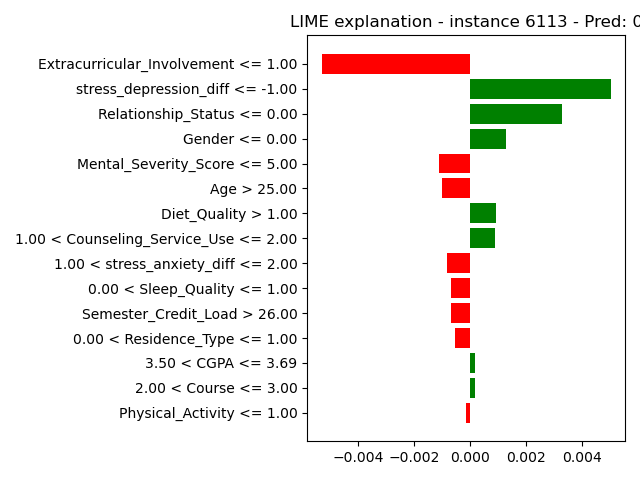 LIME explanation - instance 6113 - Pred: 0
Extracurricular_Involvement <= 1.00
stress_depression_diff <= -1.00
Relationship_Status <= 0.00
Gender <= 0.00
Mental_Severity_Score <= 5.00
Age > 25.00
Diet_Quality > 1.00
1.00 < Counseling_Service_Use <= 2.00
1.00 < stress_anxiety_diff <= 2.00
0.00 < Sleep_Quality <= 1.00
Semester_Credit_Load > 26.00
0.00 < Residence_Type <= 1.00
3.50 < CGPA <= 3.69
2.00 < Course <= 3.00
Physical_Activity <= 1.00
−0.004 −0.002 0.000 0.002 0.004